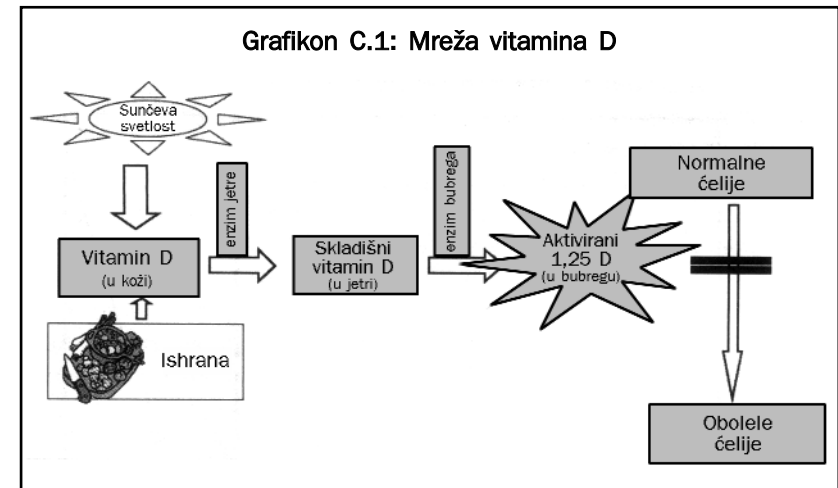 Grafikon C.1: Mreža vitamina D
Sunčeva
svetlost
enzim jetre
enzim bubrega
Normalne
ćelije
Vitamin D
(u koži)
Skladišni
vitamin D
(u jetri)
Aktivirani
1,25 D
(u bubregu)
Ishrana
Obolele
ćelije